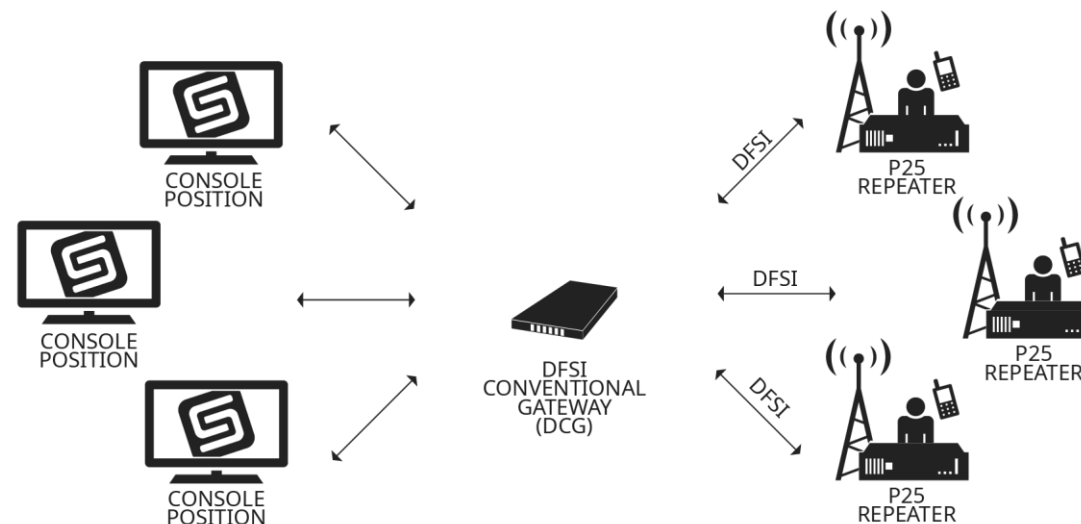 CONSOLE
POSITION
CONSOLE
POSITION
CONSOLE
POSITION
DFSI
CONVENTIONAL
GATEWAY
(DCG)
DFSI
DFSI
DFSI
P25
REPEATER
P25
REPEATER
P25
REPEATER